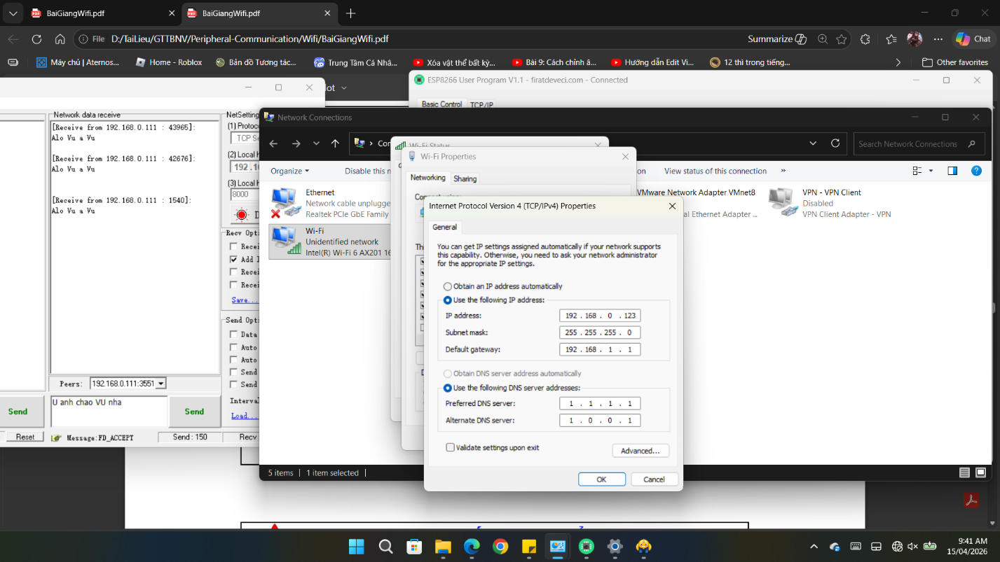 BaiGiangWifi.pdf
BaiGiangWifi.pdf
File
D:/TaiLieu/GTTBNV/Peripheral-Communication/Wifi/BaiGiangWifi.pdf
Summarize
Chat
Máy chủ | Aternos...
Home - Roblox
Bản đồ Tương tác...
Trung Tâm Cá Nhâ...
Xóa vật thể bất kỳ...
Bài 9: Cách chỉnh â...
Hướng dẫn Edit Vi...
12 thì trong tiếng...
Other favorites
ESP8266 User Program V1.1 - firatdeveci.com - Connected
Basic Control
TCP/IP
Network data receive
[Receive from 192.168.0.111 : 43965]:
Alo Vu a Vu
[Receive from 192.168.0.111 : 42676]:
Alo Vu a Vu
[Receive from 192.168.0.111 : 1540]:
Alo Vu a Vu
NetSetting
(1) Protoc
TCP Se
(2) Local h
192.16
(3) Local h
8000
Recv Opti
Recei
Add l
Recei
Recei
Save...
Send Opti
Data
Auto
Auto
Send
Send
Interval
Load...
Peers:
192.168.0.111:3551
U anh chao VU nha
Send
Send
Reset
Message:FD_ACCEPT
Send : 150
Recv
Network Connections
Search Network Connections
Organize
Disable this n
View status of this connection
»
Ethernet
Network cable unplugge
Realtek PCIe GbE Family
Wi-Fi
Unidentified network
Intel(R) Wi-Fi 6 AX201 16
VMware Network Adapter VMnet8
al Ethernet Adapter ...
VPN - VPN Client
Disabled
VPN Client Adapter - VPN
5 items
1 item selected
Wi-Fi Status
Wi-Fi Properties
Networking
Sharing
Internet Protocol Version 4 (TCP/IPv4) Properties
General
You can get IP settings assigned automatically if your network supports
this capability. Otherwise, you need to ask your network administrator
for the appropriate IP settings.
Obtain an IP address automatically
Use the following IP address:
IP address:
192 . 168 . 0 . 123
Subnet mask:
255 . 255 . 255 . 0
Default gateway:
192 . 168 . 1 . 1
Obtain DNS server address automatically
Use the following DNS server addresses:
Preferred DNS server:
1 . 1 . 1 . 1
Alternate DNS server:
1 . 0 . 0 . 1
Validate settings upon exit
Advanced...
OK
Cancel
9:41 AM
15/04/2026